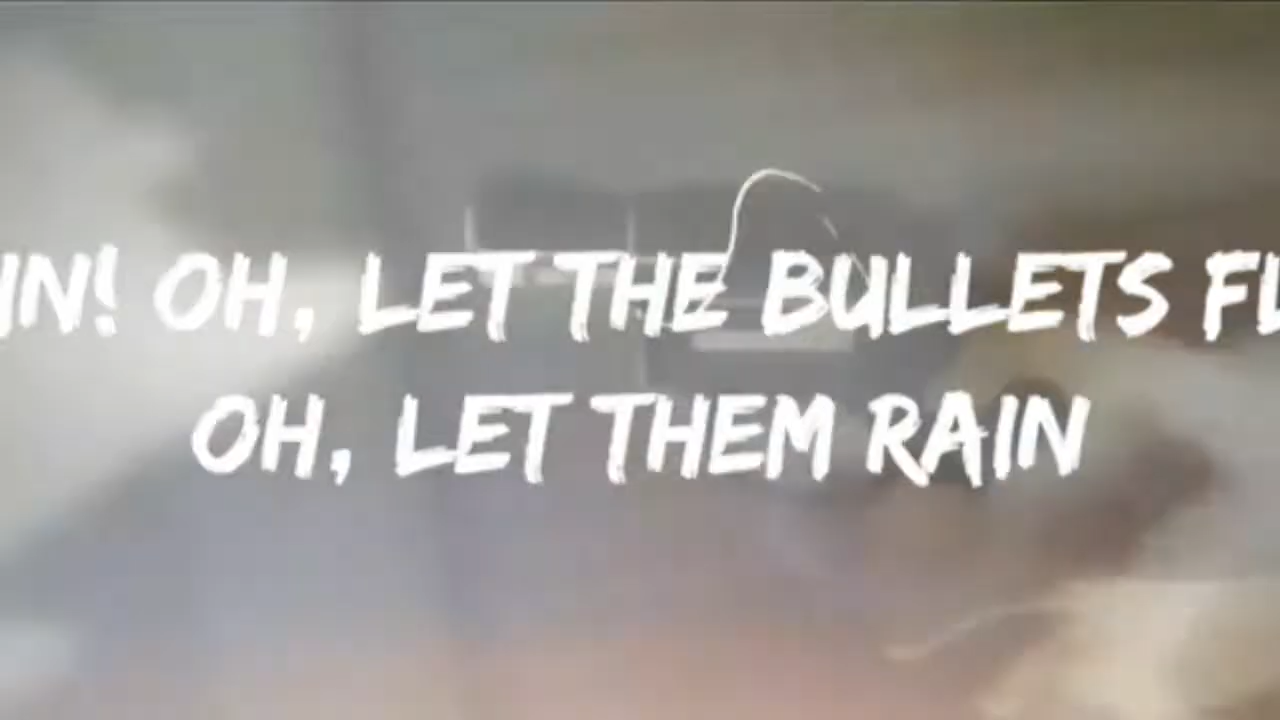 IN! OH, LET THE BULLETS FL
OH, LET THEM RAIN